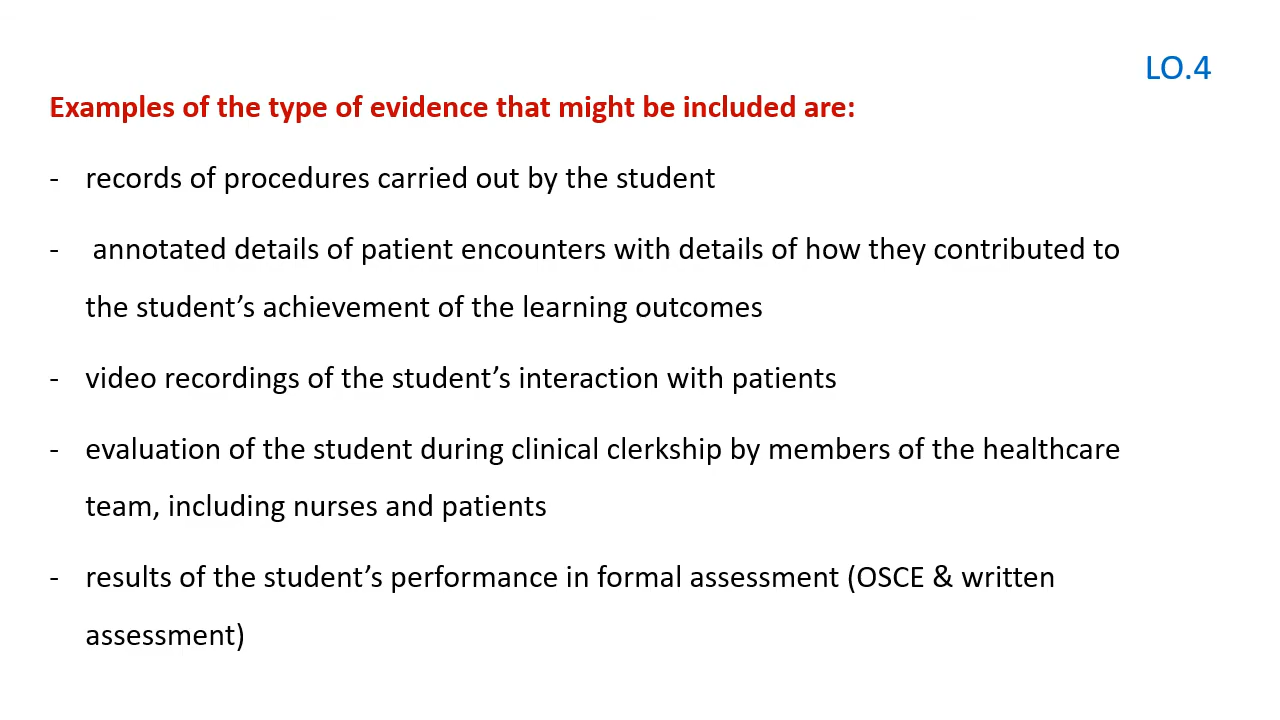 LO.4
Examples of the type of evidence that might be included are:
- records of procedures carried out by the student
- annotated details of patient encounters with details of how they contributed to
the student’s achievement of the learning outcomes
- video recordings of the student’s interaction with patients
- evaluation of the student during clinical clerkship by members of the healthcare
team, including nurses and patients
- results of the student’s performance in formal assessment (OSCE & written
assessment)